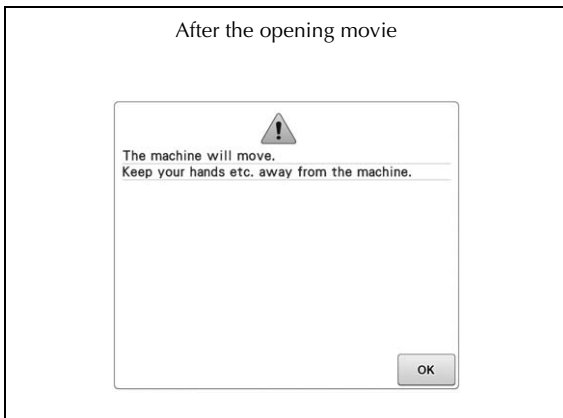 After the opening movie
The machine will move.
Keep your hands etc. away from the machine.
OK